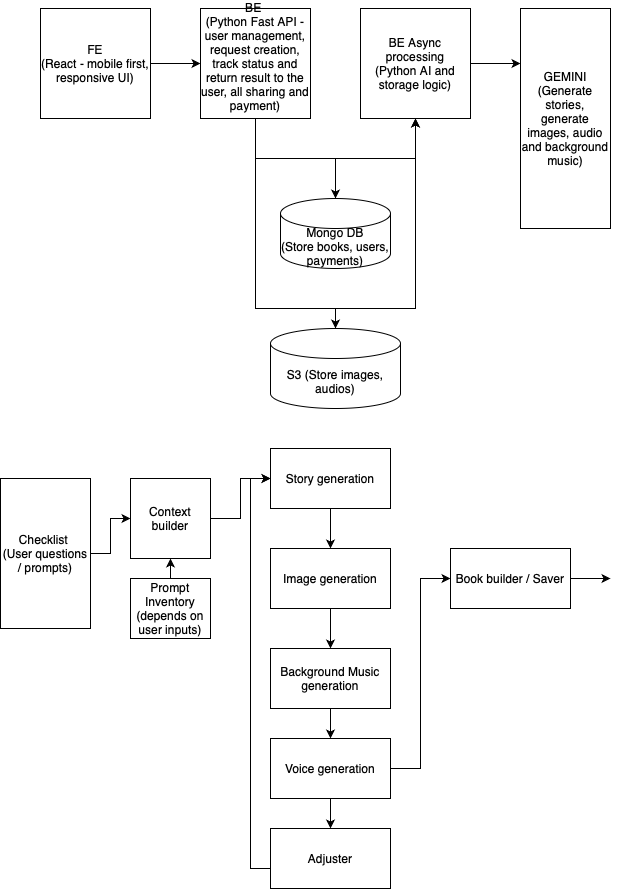 FE
(React - mobile first,
responsive UI)
BE
(Python Fast API -
user management,
request creation,
track status and
return result to the
user, all sharing and
payment)
BE Async
processing
(Python AI and
storage logic)
GEMINI
(Generate
stories,
generate
images, audio
and background
music)
Mongo DB
(Store books, users,
payments)
S3 (Store images,
audios)
Checklist
(User questions
/ prompts)
Context
builder
Prompt
Inventory
(depends on
user inputs)
Story generation
Image generation
Background Music
generation
Voice generation
Adjuster
Book builder / Saver